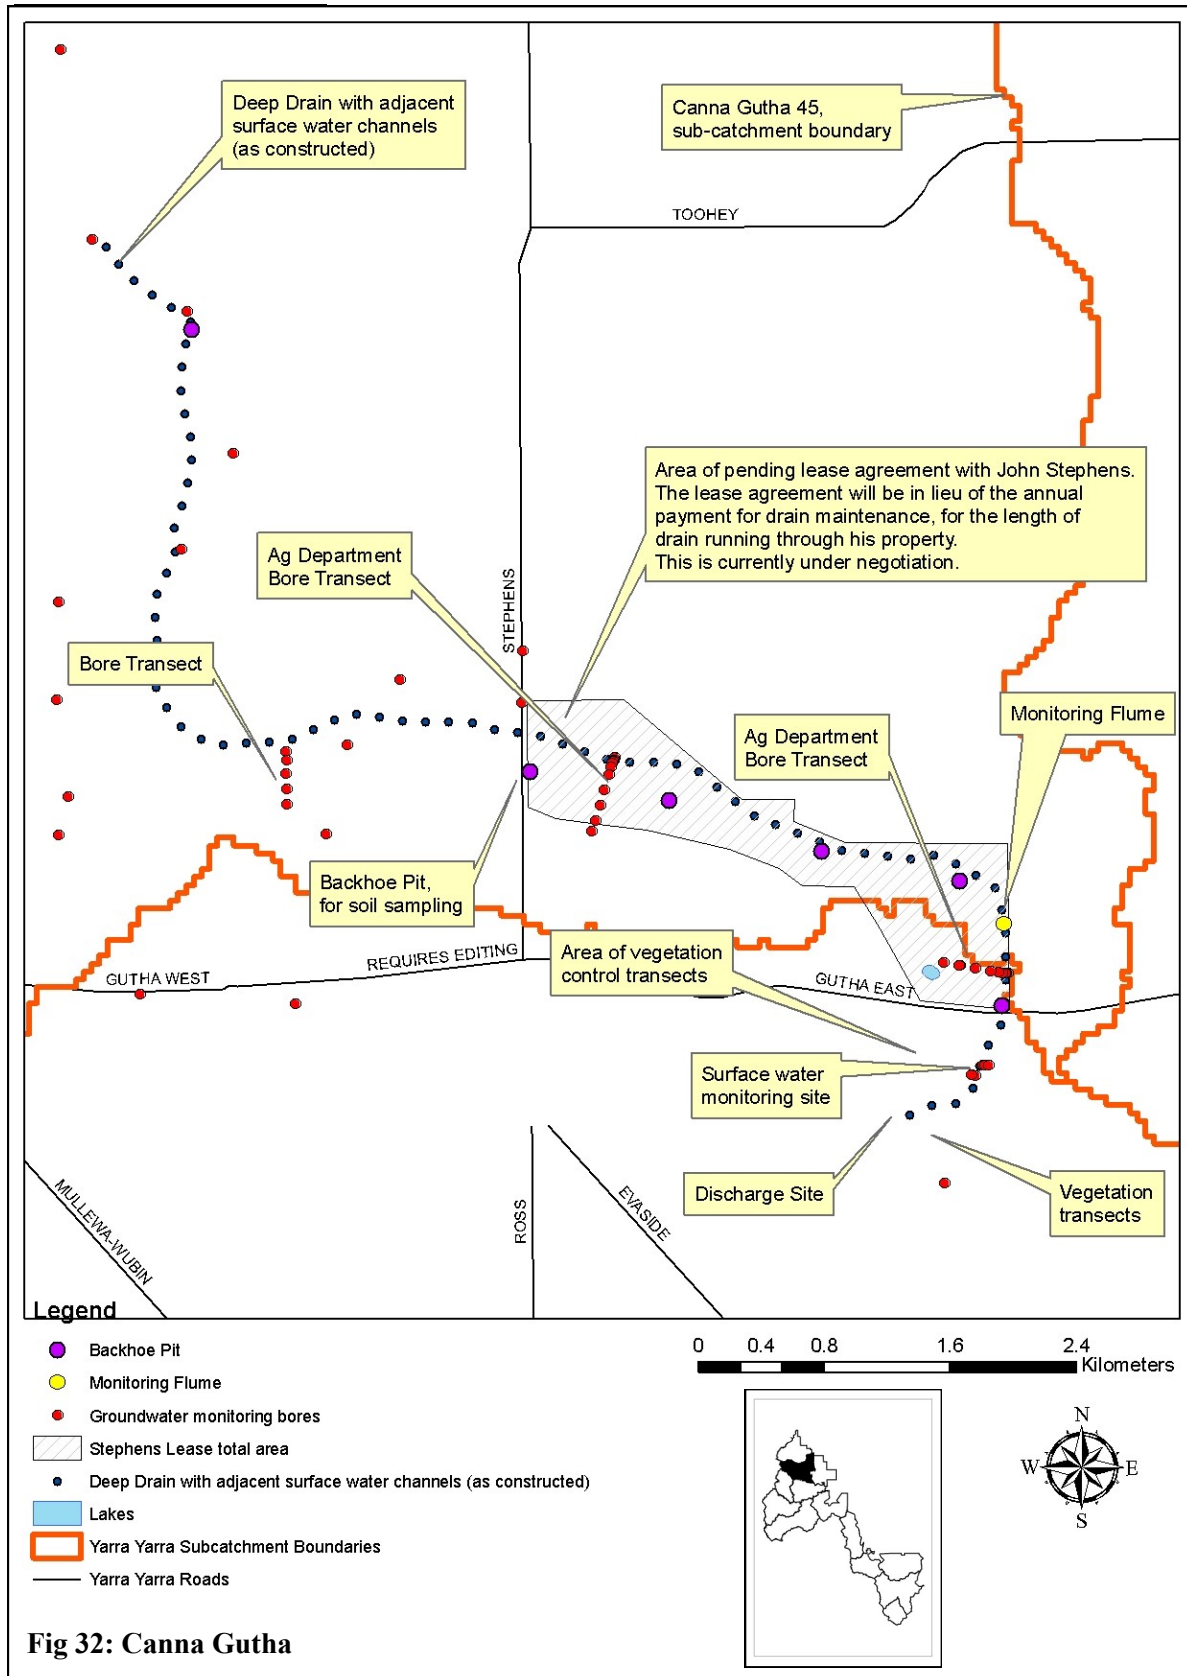 Deep Drain with adjacent
surface water channels
(as constructed)
Canna Gutha 45,
sub-catchment boundary
TOOHEY
Area of pending lease agreement with John Stephens.
The lease agreement will be in lieu of the annual
payment for drain maintenance, for the length of
drain running through his property.
This is currently under negotiation.
Ag Department
Bore Transect
STEPHENS
Bore Transect
Monitoring Flume
Ag Department
Bore Transect
Backhoe Pit,
for soil sampling
Area of vegetation
control transects
REQUIRES EDITING
GUTHA WEST
GUTHA EAST
Surface water
monitoring site
Discharge Site
Vegetation
transects
MULLEWA-WUBIN
ROSS
EVASIDE
Legend
Backhoe Pit
Monitoring Flume
Groundwater monitoring bores
Stephens Lease total area
Deep Drain with adjacent surface water channels (as constructed)
Lakes
Yarra Yarra Subcatchment Boundaries
Yarra Yarra Roads
0 0.4 0.8 1.6 2.4
Kilometers
N
W E
S
Fig 32: Canna Gutha